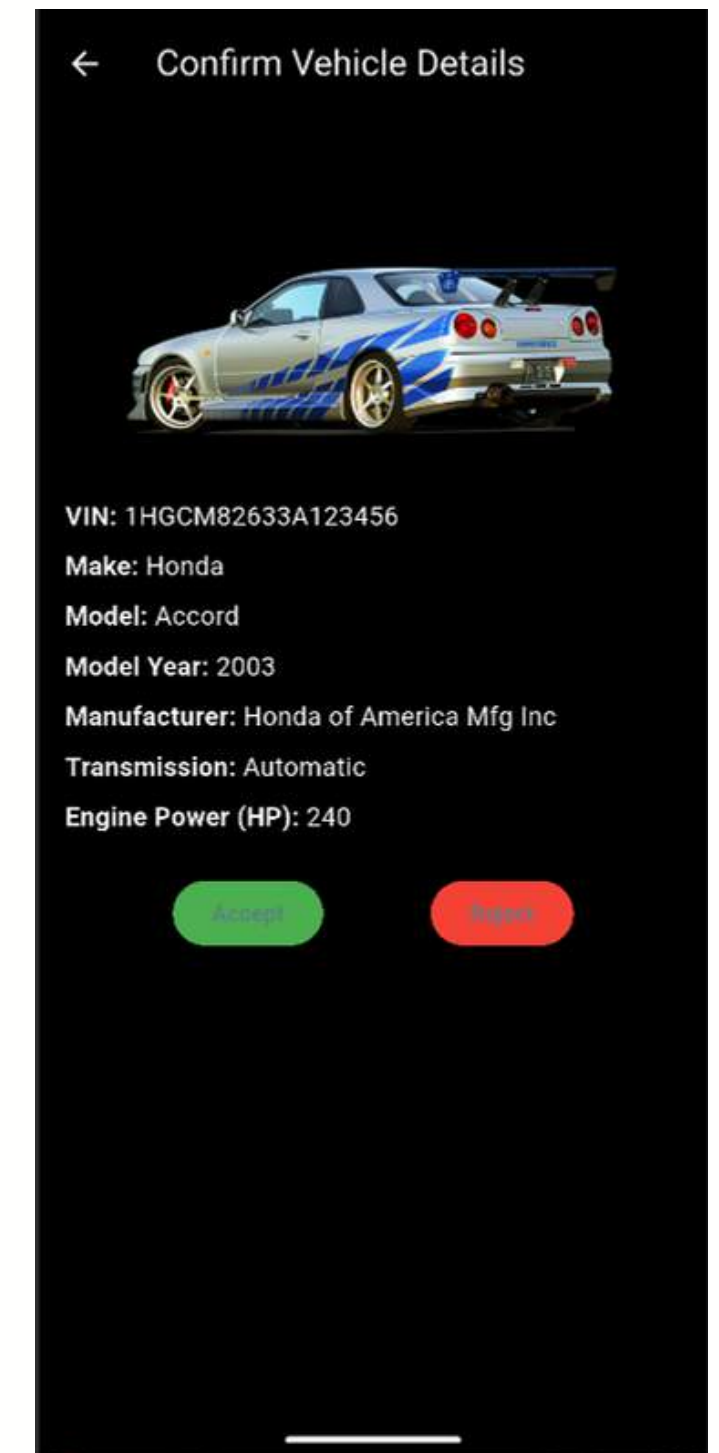 Confirm Vehicle Details
VIN: 1HGCM82633A123456
Make: Honda
Model: Accord
Model Year: 2003
Manufacturer: Honda of America Mfg Inc
Transmission: Automatic
Engine Power (HP): 240
Accept Reject